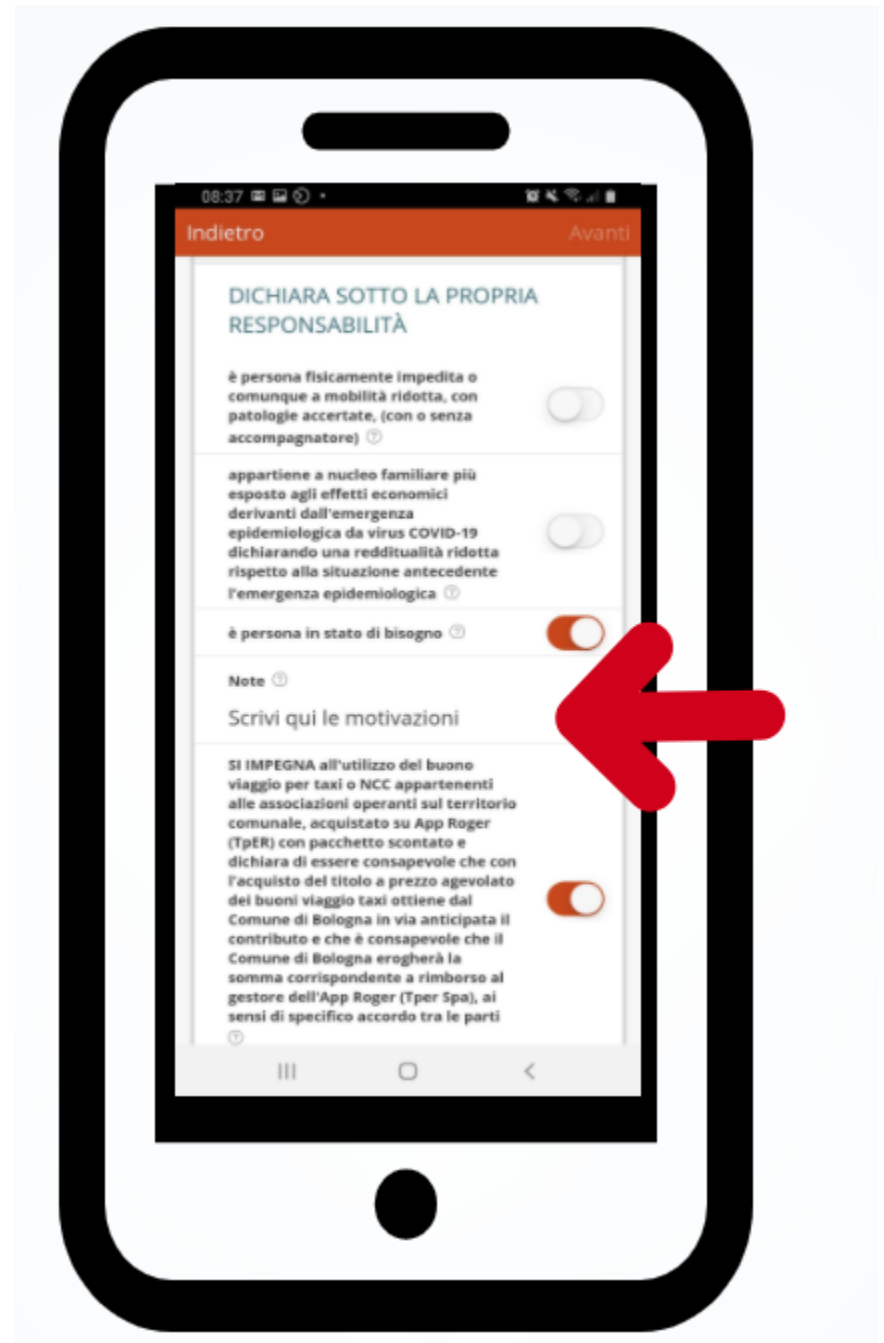 08:37
Indietro
Avanti
DICHIARA SOTTO LA PROPRIA
RESPONSABILITÀ
è persona fisicamente impedita o
comunque a mobilità ridotta, con
patologie accertate, (con o senza
accompagnatore)
appartiene a nucleo familiare più
esposto agli effetti economici
derivanti dall'emergenza
epidemiologica da virus COVID-19
dichiarando una redditualità ridotta
rispetto alla situazione antecedente
l'emergenza epidemiologica
è persona in stato di bisogno
Note
Scrivi qui le motivazioni
SI IMPEGNA all'utilizzo del buono
viaggio per taxi o NCC appartenenti
alle associazioni operanti sul territorio
comunale, acquistato su App Roger
(TpER) con pacchetto scontato e
dichiara di essere consapevole che con
l'acquisto del titolo a prezzo agevolato
dei buoni viaggio taxi ottiene dal
Comune di Bologna in via anticipata il
contributo e che è consapevole che il
Comune di Bologna erogherà la
somma corrispondente a rimborso al
gestore dell'App Roger (Tper Spa), ai
sensi di specifico accordo tra le parti